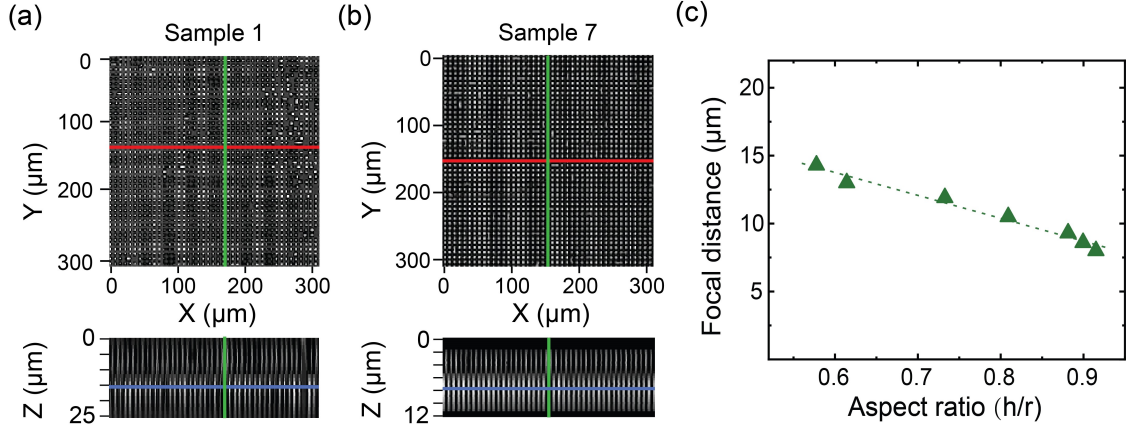 (a)
Sample 1
0
100
200
300
Y (μm)
0 100 200 300
X (μm)
0
25
Z (μm)
(b)
Sample 7
0
100
200
300
Y (μm)
0 100 200 300
X (μm)
0
12
Z (μm)
(c)
20
15
10
5
Focal distance (μm)
0.6 0.7 0.8 0.9
Aspect ratio (h/r)